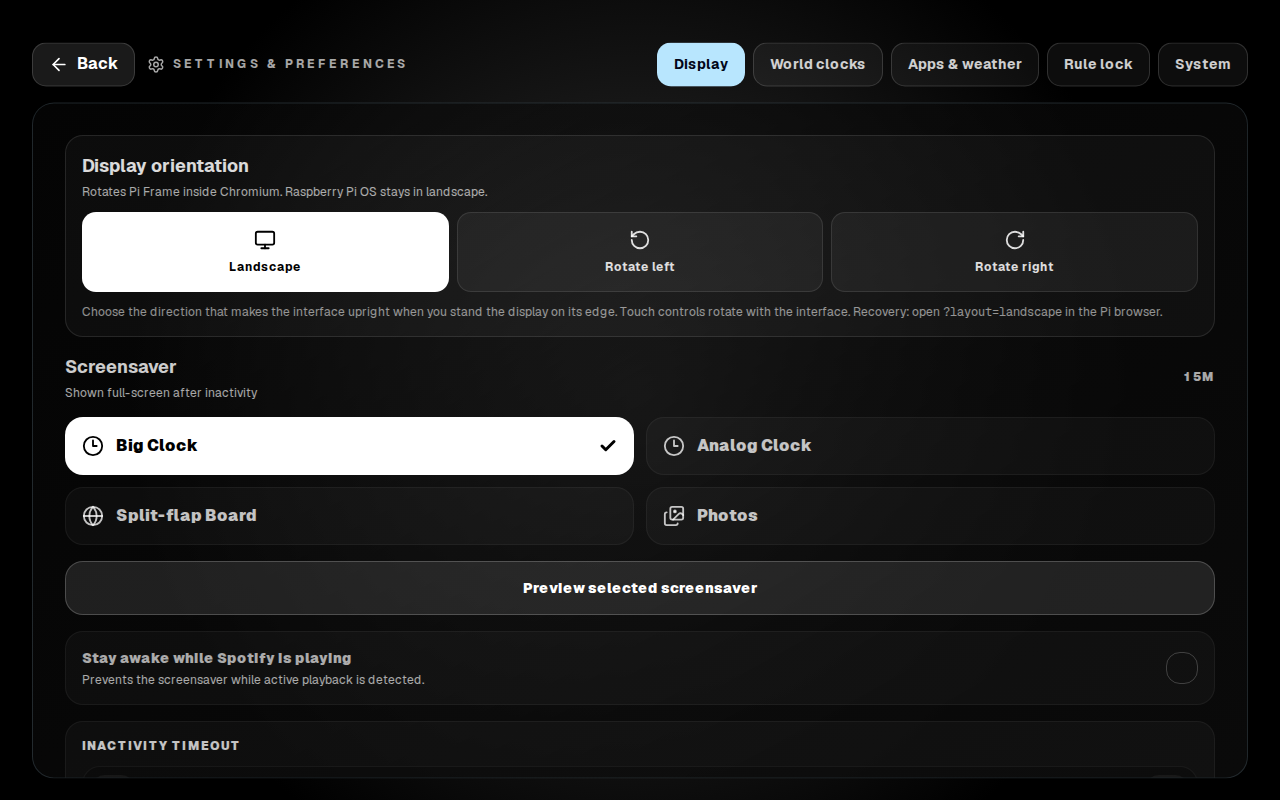 Back
SETTINGS & PREFERENCES
Display
World clocks
Apps & weather
Rule lock
System
Display orientation
Rotates Pi Frame inside Chromium. Raspberry Pi OS stays in landscape.
Landscape
Rotate left
Rotate right
Choose the direction that makes the interface upright when you stand the display on its edge. Touch controls rotate with the interface. Recovery: open ?layout=landscape in the Pi browser.
Screensaver
Shown full-screen after inactivity
15M
Big Clock
Analog Clock
Split-flap Board
Photos
Preview selected screensaver
Stay awake while Spotify is playing
Prevents the screensaver while active playback is detected.
INACTIVITY TIMEOUT